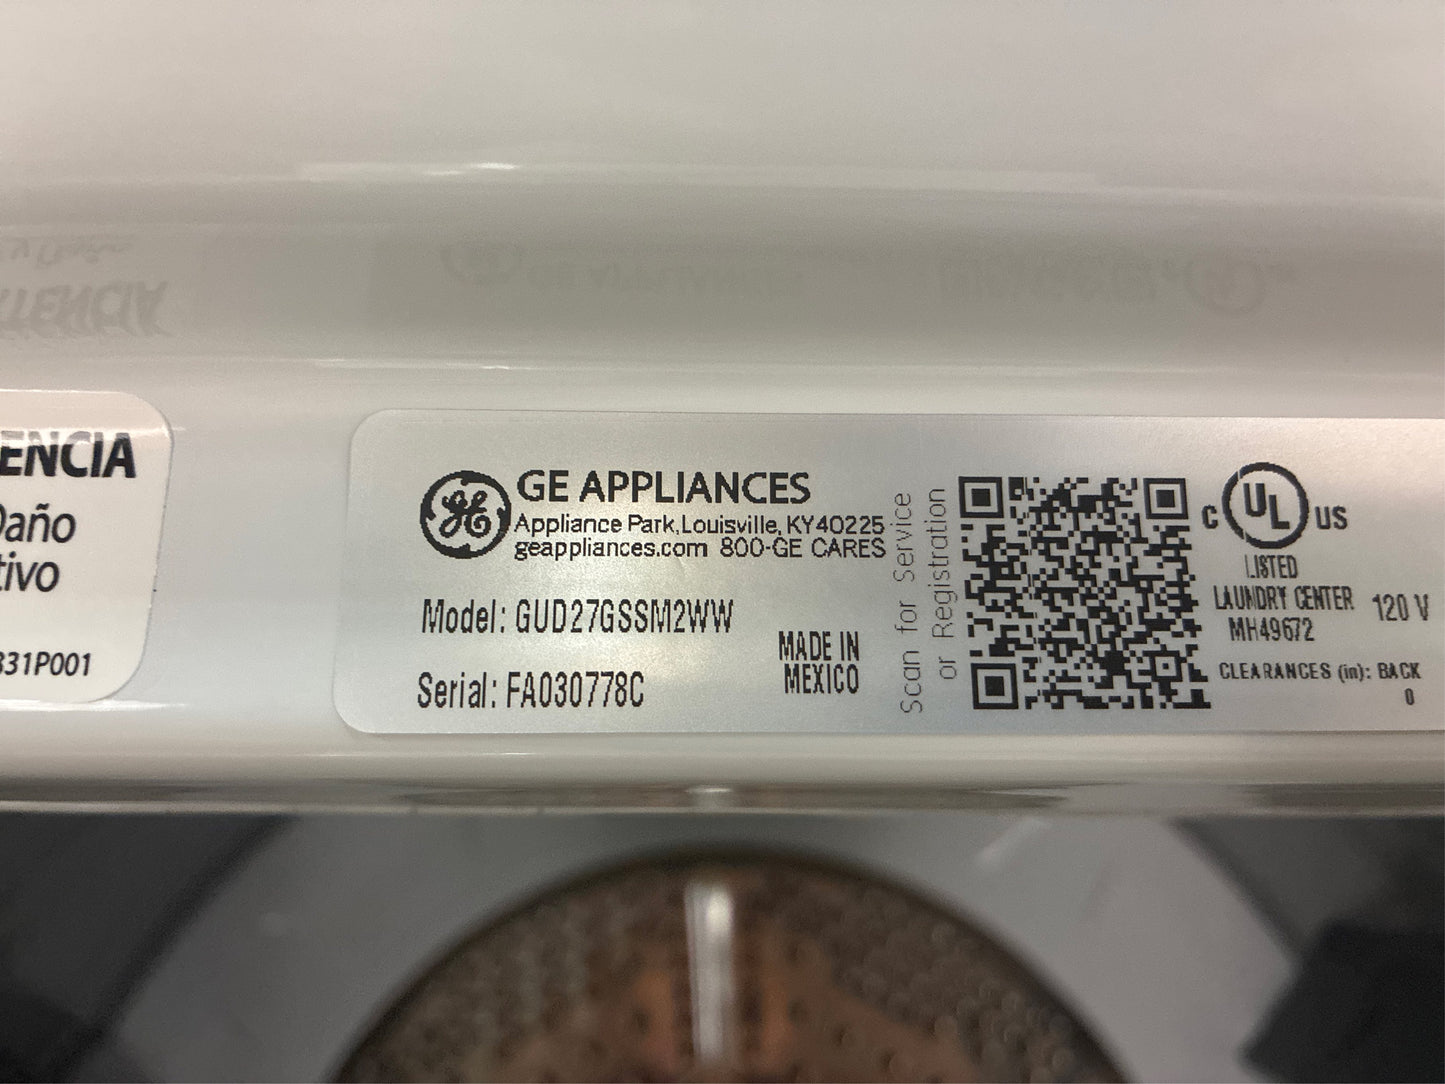 ENCIA
Daño
tivo
331P001
GE
GE APPLIANCES
Appliance Park, Louisville, KY40225
geappliances.com 800-GE CARES
Model: GUD27GSSM2WW
Serial: FA030778C
MADE IN
MEXICO
Scan for Service
or Registration
C UL US
LISTED
LAUNDRY CENTER
MH49672
120 V
CLEARANCES (in): BACK
0